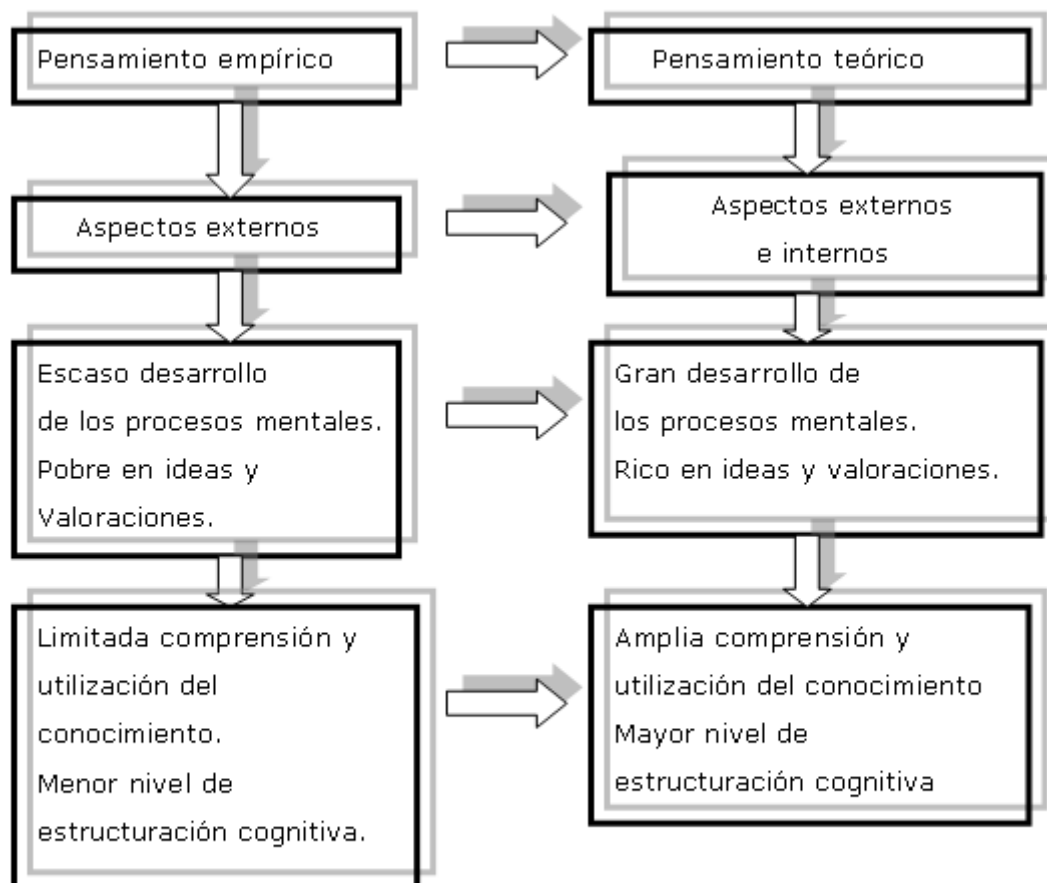 Pensamiento empírico
Pensamiento teórico
Aspectos externos
Aspectos externos
e internos
Escaso desarrollo
de los procesos mentales.
Pobre en ideas y
Valoraciones.
Gran desarrollo de
los procesos mentales.
Rico en ideas y valoraciones.
Limitada comprensión y
utilización del
conocimiento.
Menor nivel de
estructuración cognitiva.
Amplia comprensión y
utilización del conocimiento
Mayor nivel de
estructuración cognitiva